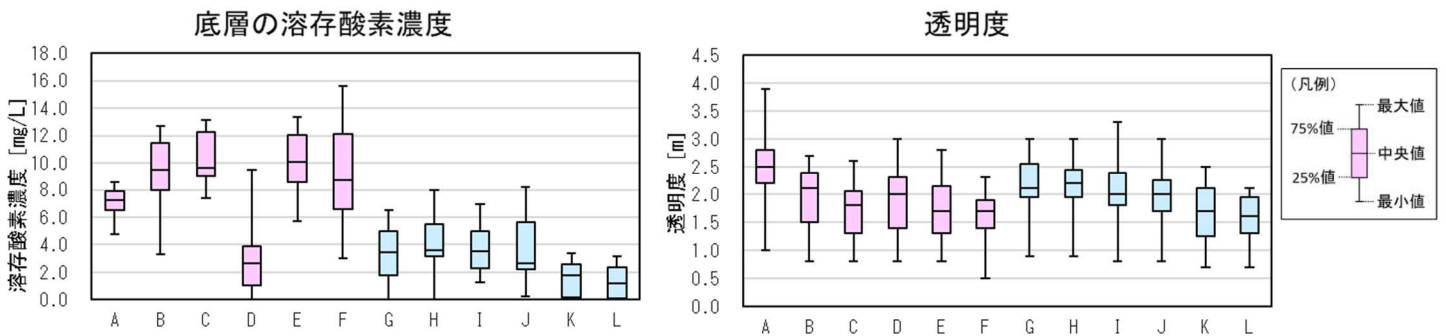 底層の溶存酸素濃度
溶存酸素濃度 [mg/L]
18.0
16.0
14.0
12.0
10.0
8.0
6.0
4.0
2.0
0.0
A B C D E F G H I J K L
透明度
透明度 [m]
4.5
4.0
3.5
3.0
2.5
2.0
1.5
1.0
0.5
0.0
A B C D E F G H I J K L
(凡例)
最大値
75%値
中央値
25%値
最小値